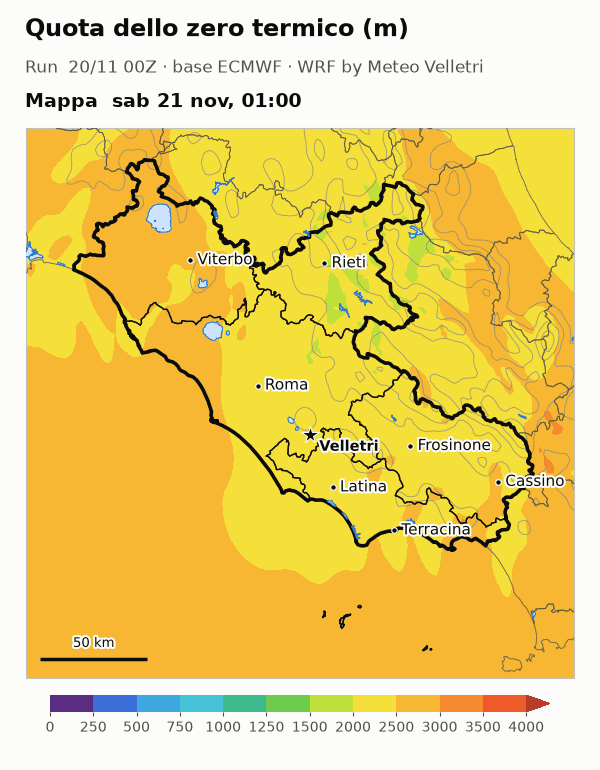 Quota dello zero termico (m)
Run  20/11 00Z · base ECMWF · WRF by Meteo Velletri
Mappa  sab 21 nov, 01:00
Viterbo
Rieti
Roma
Velletri
Frosinone
Cassino
Latina
Terracina
50 km
0 250 500 750 1000 1250 1500 2000 2500 3000 3500 4000